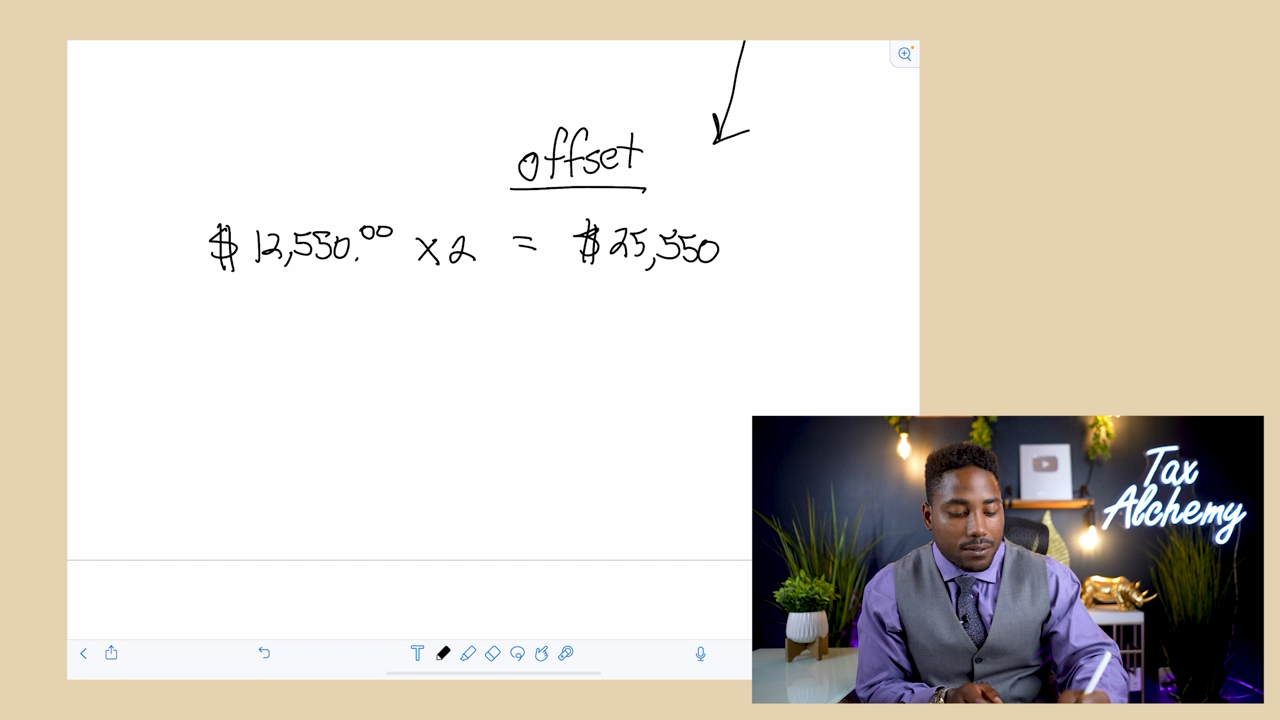 offset
$ 12,550.00 x 2 = $ 25,550
T
Tax
Alchemy